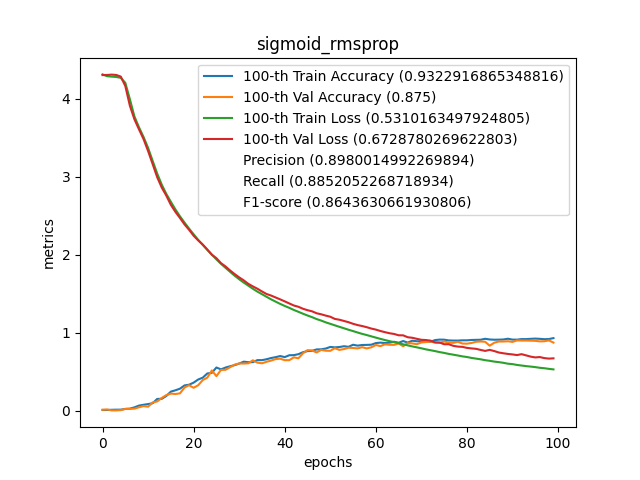 sigmoid_rmsprop
100-th Train Accuracy (0.9322916865348816)
100-th Val Accuracy (0.875)
100-th Train Loss (0.5310163497924805)
100-th Val Loss (0.6728780269622803)
Precision (0.8980014992269894)
Recall (0.8852052268718934)
F1-score (0.8643630661930806)
metrics
4
3
2
1
0
0 20 40 60 80 100
epochs